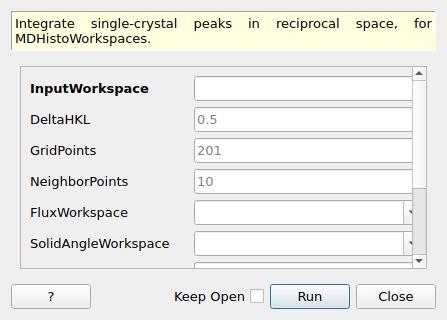 Integrate single-crystal peaks in reciprocal space, for
MDHistoWorkspaces.
InputWorkspace
DeltaHKL 0.5
GridPoints 201
NeighborPoints 10
FluxWorkspace
SolidAngleWorkspace
? Keep Open Run Close